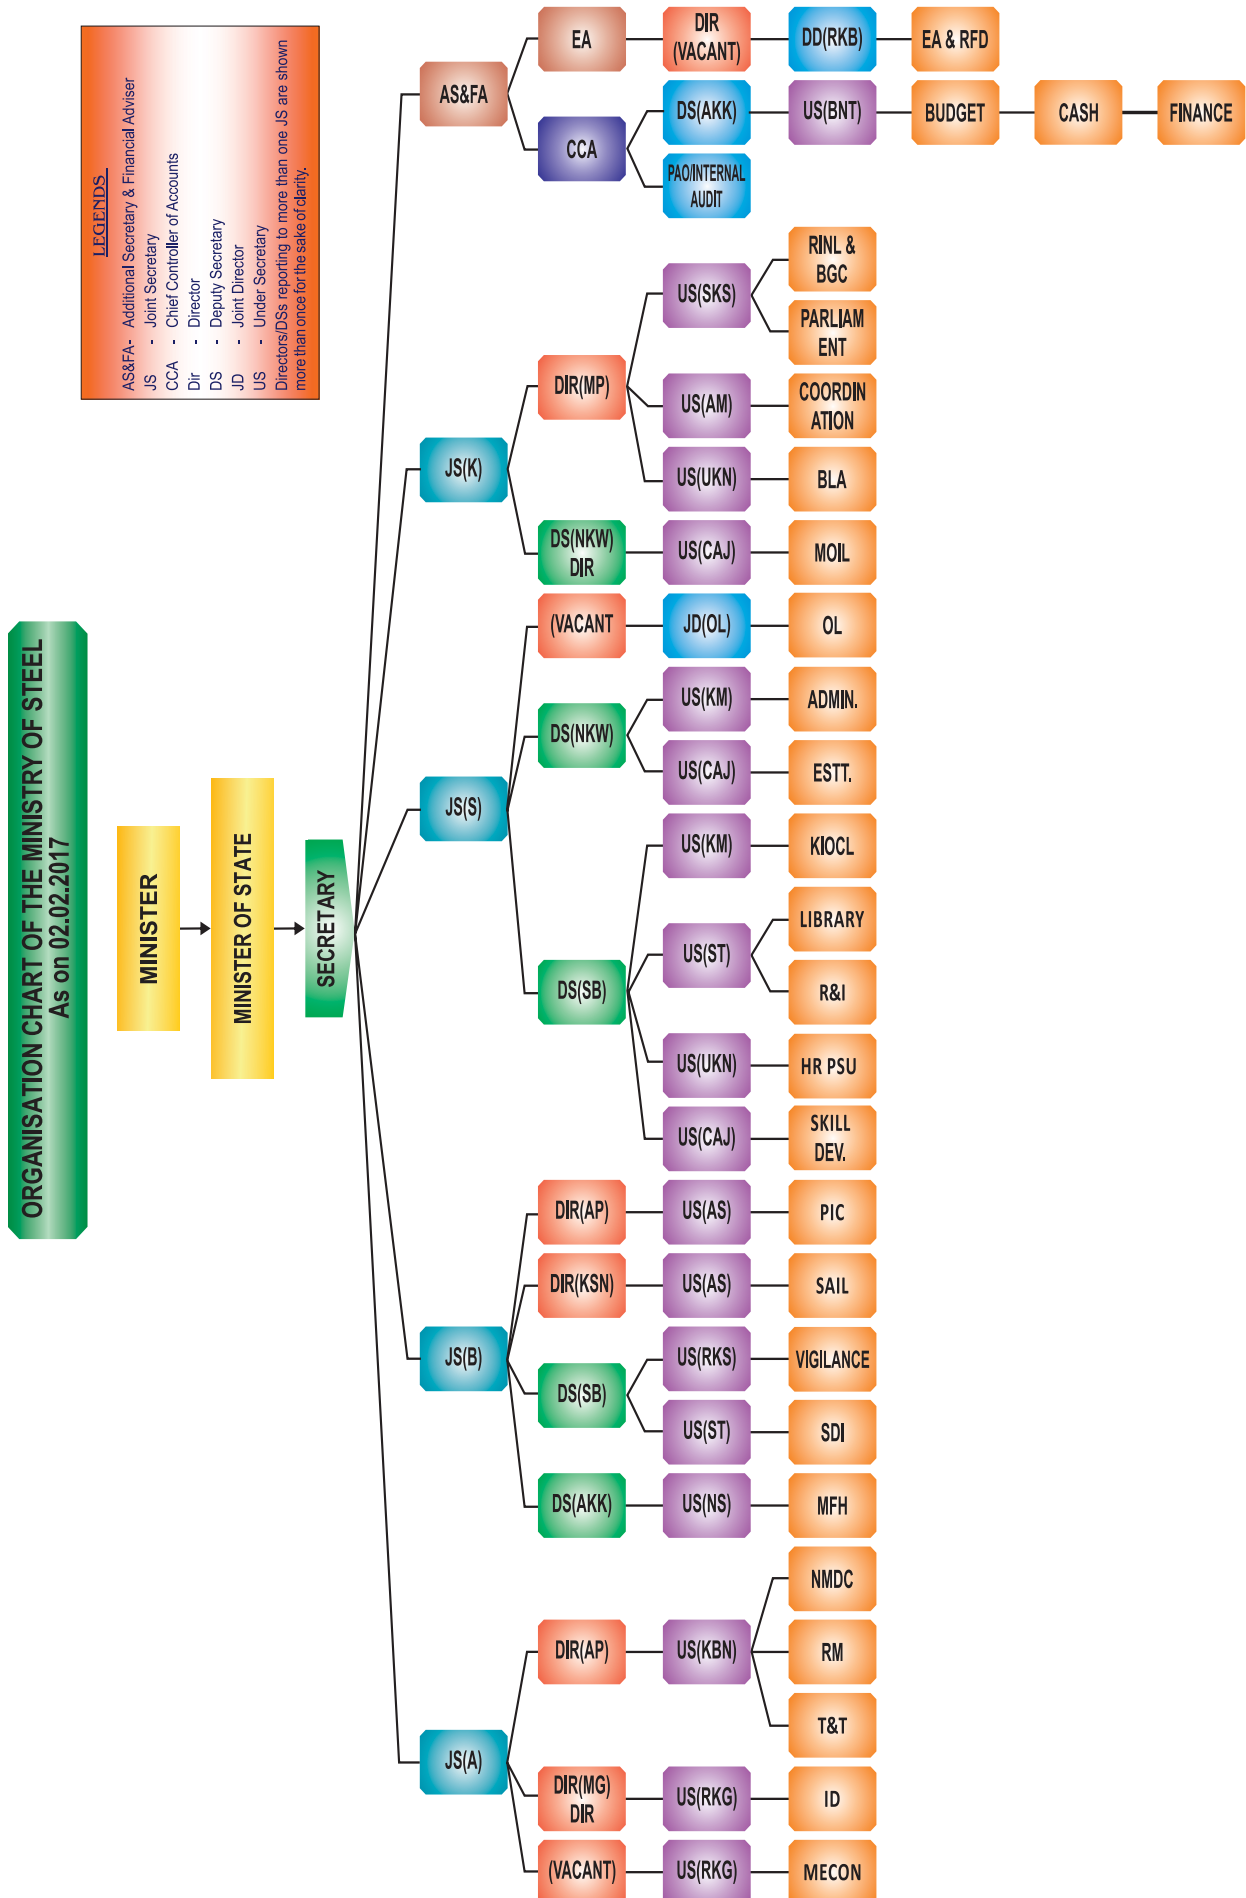 ORGANISATION CHART OF THE MINISTRY OF STEEL
As on 02.02.2017
LEGENDS
AS&FA - Additional Secretary & Financial Adviser
JS - Joint Secretary
CCA - Chief Controller of Accounts
Dir - Director
DS - Deputy Secretary
JD - Joint Director
US - Under Secretary
Directors/DSs reporting to more than one JS are shown
more than once for the sake of clarity.
MINISTER
MINISTER OF STATE
SECRETARY
AS&FA
EA
DIR
(VACANT)
DD(RKB)
EA & RFD
CCA
DS(AKK)
US(BNT)
BUDGET
CASH
FINANCE
PAO/INTERNAL
AUDIT
JS(K)
DIR(MP)
US(SKS)
RINL &
BGC
PARLIAM
ENT
US(AM)
COORDIN
ATION
US(UKN)
BLA
DS(NKW)
DIR
US(CAJ)
MOIL
JS(S)
(VACANT
JD(OL)
OL
DS(NKW)
US(KM)
ADMIN.
US(CAJ)
ESTT.
DS(SB)
US(KM)
KIOCL
US(ST)
LIBRARY
R&I
US(UKN)
HR PSU
US(CAJ)
SKILL
DEV.
JS(B)
DIR(AP)
US(AS)
PIC
DIR(KSN)
US(AS)
SAIL
DS(SB)
US(RKS)
VIGILANCE
US(ST)
SDI
DS(AKK)
US(NS)
MFH
JS(A)
DIR(AP)
US(KBN)
NMDC
RM
T&T
DIR(MG)
DIR
US(RKG)
ID
(VACANT)
US(RKG)
MECON